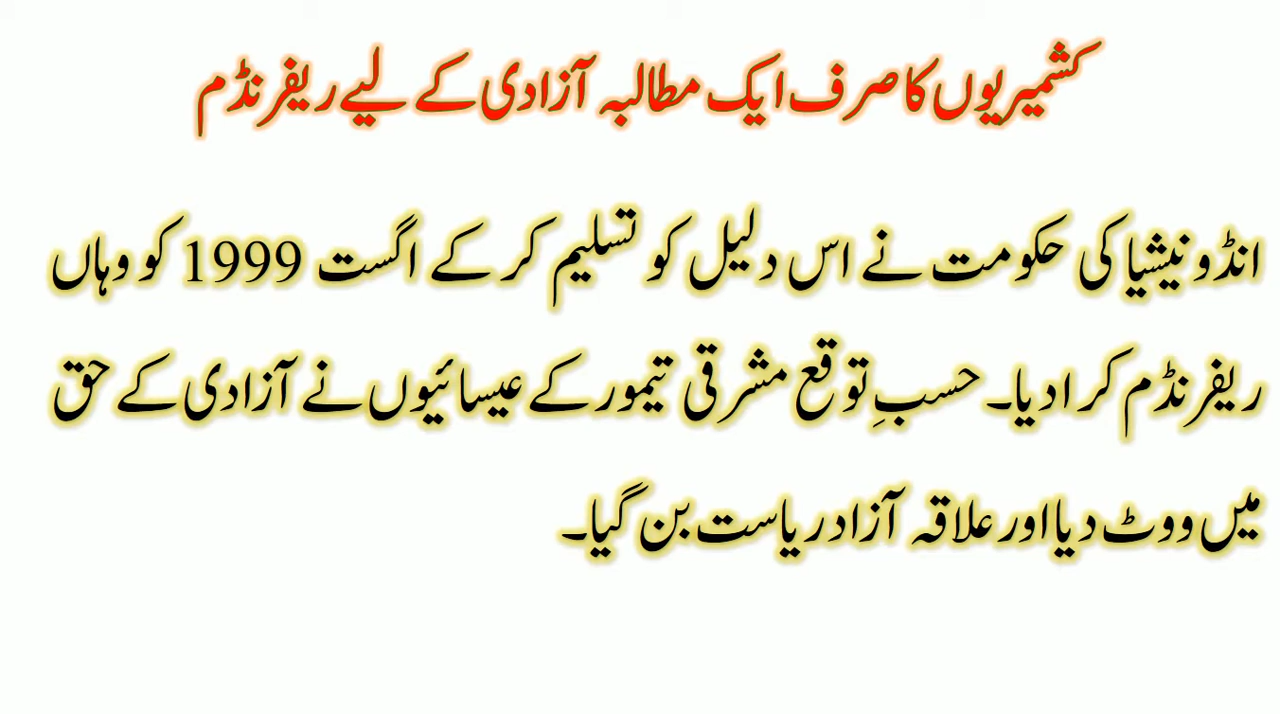 کشمیریوں کا صرف ایک مطالبہ آزادی کے لیے ریفرنڈم
انڈونیشیا کی حکومت نے اس دلیل کو تسلیم کر کے اگست 1999 کو وہاں
ریفرنڈم کرا دیا۔ حسبِ توقع مشرقی تیمور کے عیسائیوں نے آزادی کے حق
میں ووٹ دیا اور علاقہ آزاد ریاست بن گیا۔